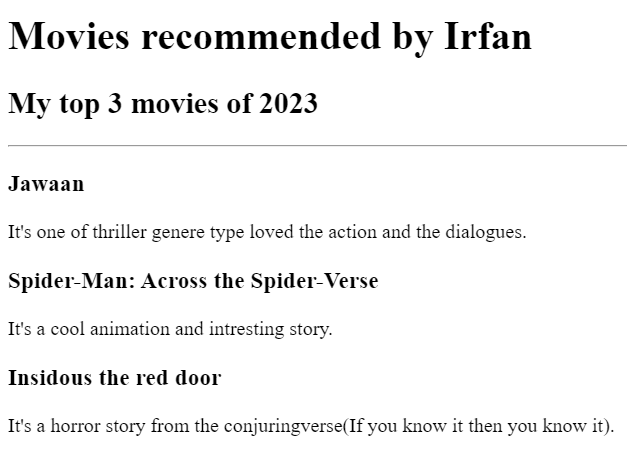 Movies recommended by Irfan
My top 3 movies of 2023
Jawaan
It's one of thriller genere type loved the action and the dialogues.
Spider-Man: Across the Spider-Verse
It's a cool animation and intresting story.
Insidous the red door
It's a horror story from the conjuringverse(If you know it then you know it).